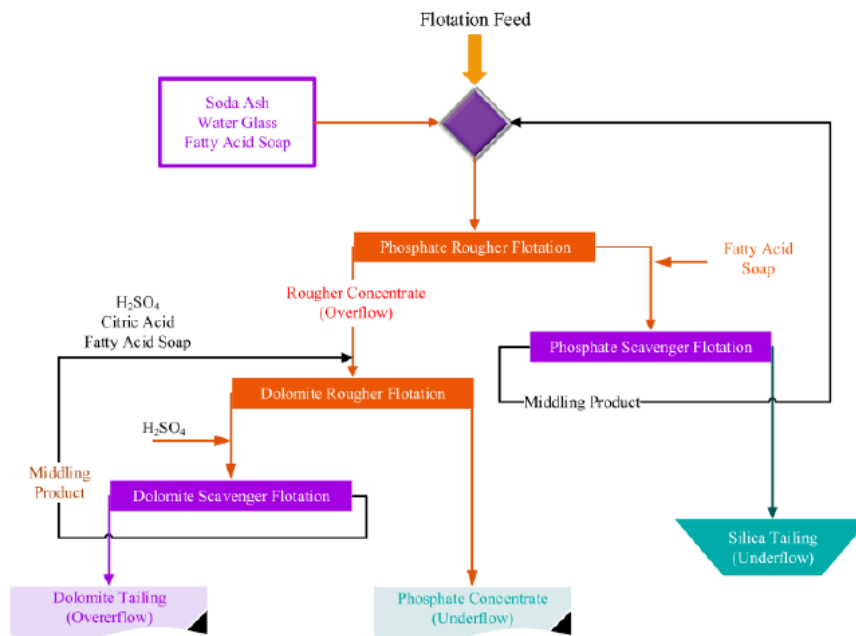 Flotation Feed
Soda Ash
Water Glass
Fatty Acid Soap
Phosphate Rougher Flotation
Fatty Acid
Soap
Rougher Concentrate
(Overflow)
H₂SO₄
Citric Acid
Fatty Acid Soap
Phosphate Scavenger Flotation
Dolomite Rougher Flotation
Middling Product
H₂SO₄
Middling
Product
Dolomite Scavenger Flotation
Silica Tailing
(Underflow)
Dolomite Tailing
(Overerflow)
Phosphate Concentrate
(Underflow)